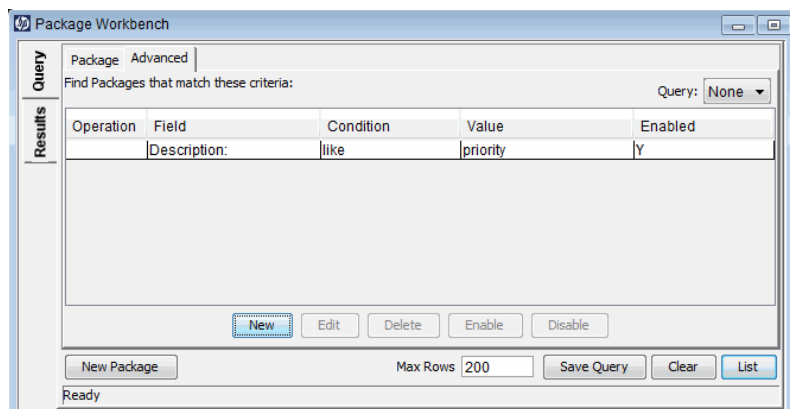 Package Workbench
Query
Results
Package Advanced
Find Packages that match these criteria:
Query: None
Operation Field Condition Value Enabled
Description: like priority Y
New Edit Delete Enable Disable
New Package Max Rows 200 Save Query Clear List
Ready